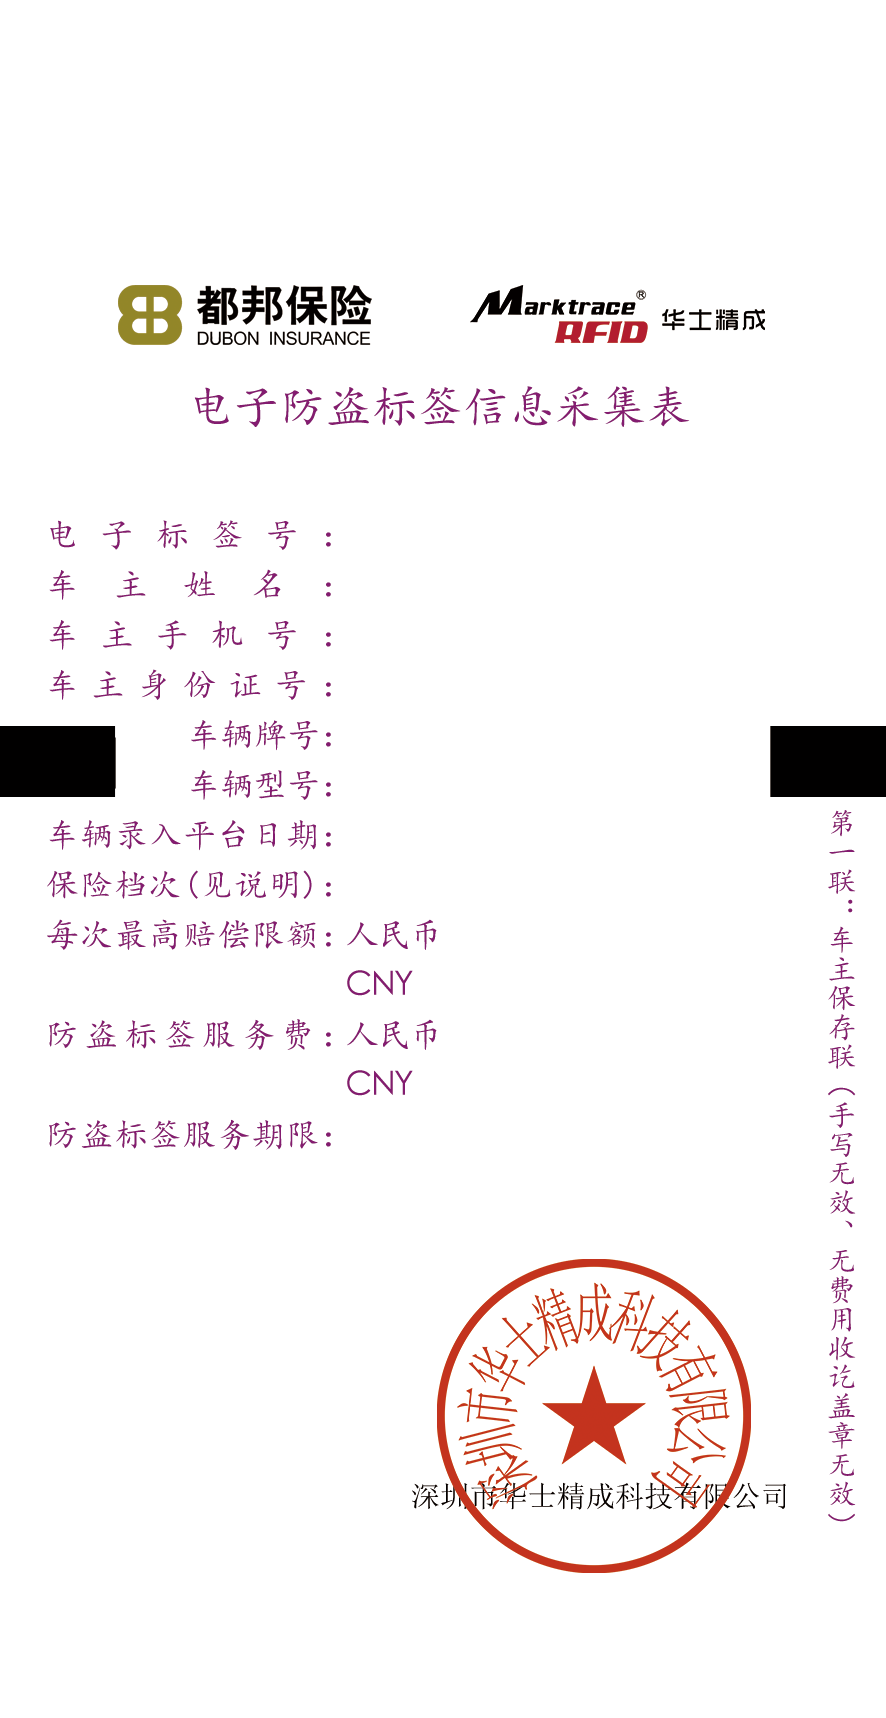 都邦保险
DUBON INSURANCE
Marktrace®
RFID 华士精成
电子防盗标签信息采集表
电子标签号：
车主姓名：
车主手机号：
车主身份证号：
车辆牌号：
车辆型号：
车辆录入平台日期：
保险档次(见说明)：
每次最高赔偿限额：人民币
CNY
防盗标签服务费：人民币
CNY
防盗标签服务期限：
第一联：车主保存联（手写无效、无费用收讫盖章无效）
深圳市华士精成科技有限公司
深圳市华士精成科技有限公司